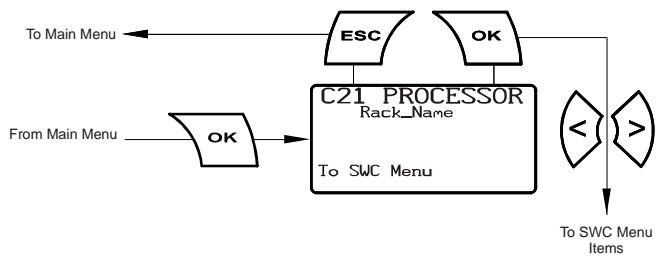 To Main Menu
ESC
OK
C21 PROCESSOR
Rack_Name
From Main Menu
OK
< >
To SWC Menu
To SWC Menu
Items